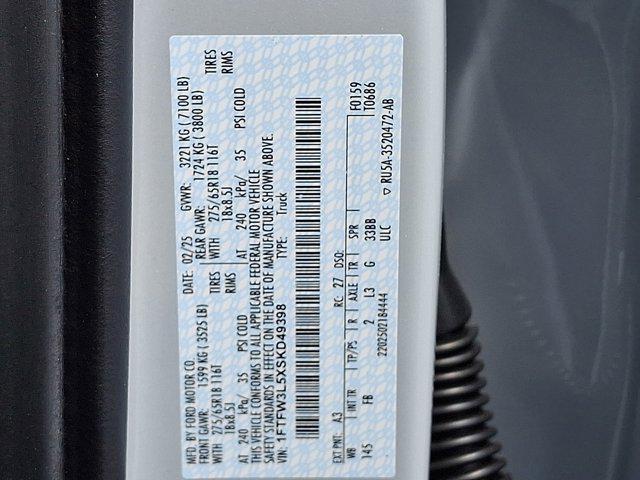 MFD. BY FORD MOTOR CO.
DATE: 02/25 GVWR: 3221 KG ( 7100 LB)
FRONT GAWR: 1599 KG ( 3525 LB) REAR GAWR: 1724 KG ( 3800 LB)
WITH 275/65R18 116T TIRES WITH 275/65R18 116T TIRES
18x8.5J RIMS 18x8.5J RIMS
AT 240 kPa/ 35 PSI COLD AT 240 kPa/ 35 PSI COLD
THIS VEHICLE CONFORMS TO ALL APPLICABLE FEDERAL MOTOR VEHICLE
SAFETY STANDARDS IN EFFECT ON THE DATE OF MANUFACTURE SHOWN ABOVE.
VIN: 1FTFW3L5XSKD49398 TYPE: Truck
F0159
EXT PNT: A3 RC: 27 DSO: T0686
WB INT TR TP/PS R AXLE TR SPR
145 FB 2 L3 G 33BB
ULC ▽ RU5A-3520472-AB
2202502184444